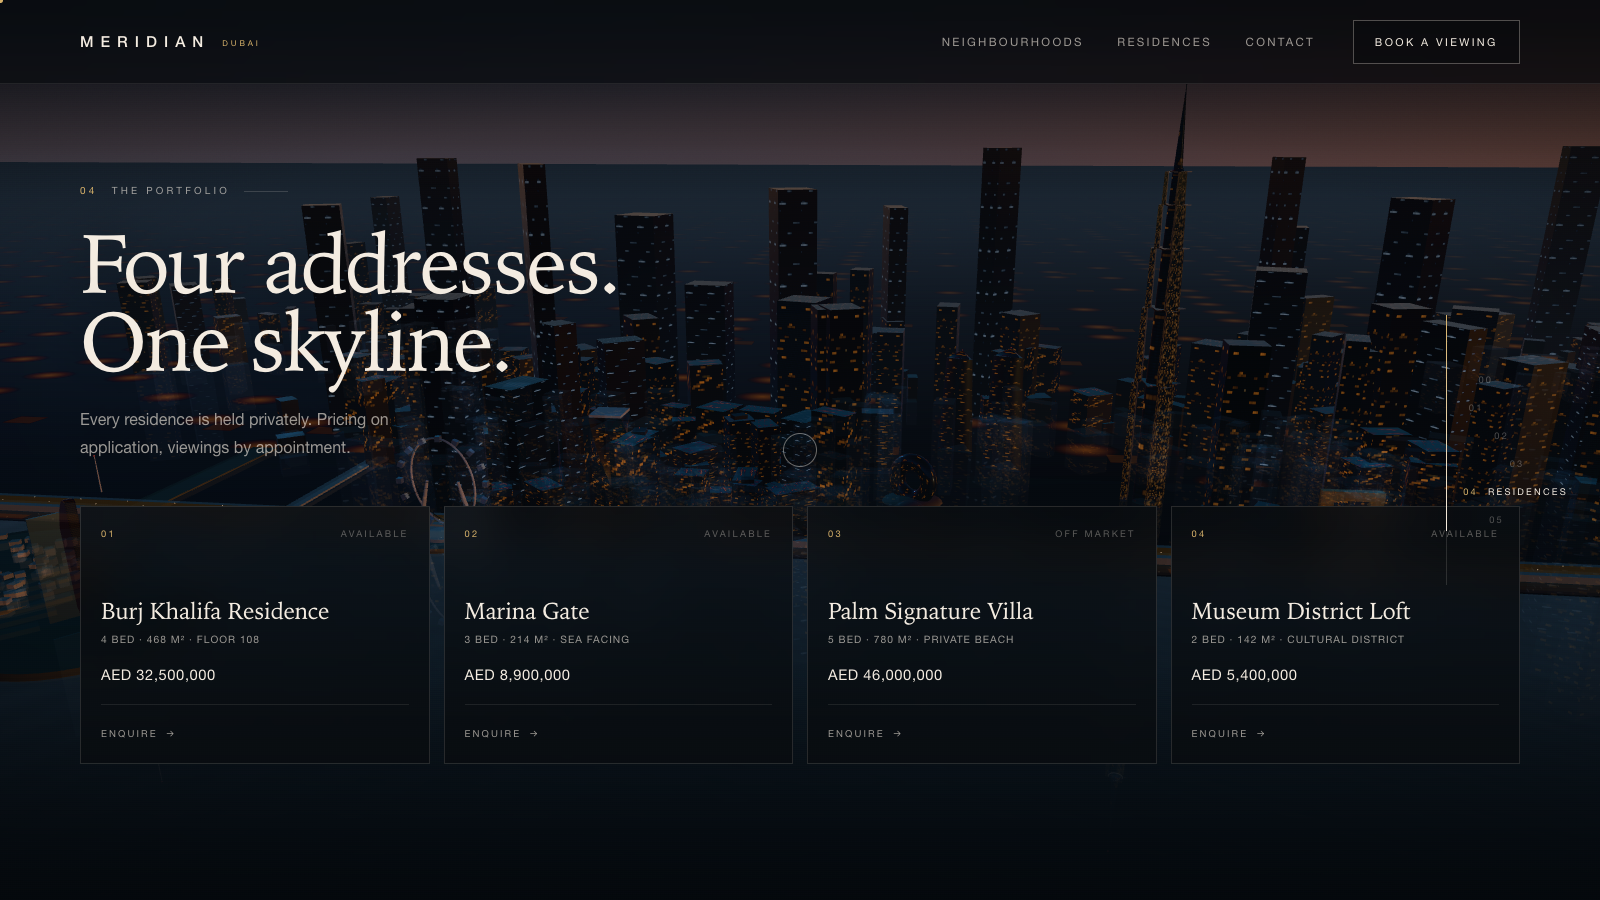 MERIDIAN DUBAI
NEIGHBOURHOODS RESIDENCES CONTACT BOOK A VIEWING
04 THE PORTFOLIO
Four addresses.
One skyline.
Every residence is held privately. Pricing on
application, viewings by appointment.
00
01
02
03
04 RESIDENCES
05
01 AVAILABLE
Burj Khalifa Residence
4 BED · 468 M² · FLOOR 108
AED 32,500,000
ENQUIRE →
02 AVAILABLE
Marina Gate
3 BED · 214 M² · SEA FACING
AED 8,900,000
ENQUIRE →
03 OFF MARKET
Palm Signature Villa
5 BED · 780 M² · PRIVATE BEACH
AED 46,000,000
ENQUIRE →
04 AVAILABLE
Museum District Loft
2 BED · 142 M² · CULTURAL DISTRICT
AED 5,400,000
ENQUIRE →